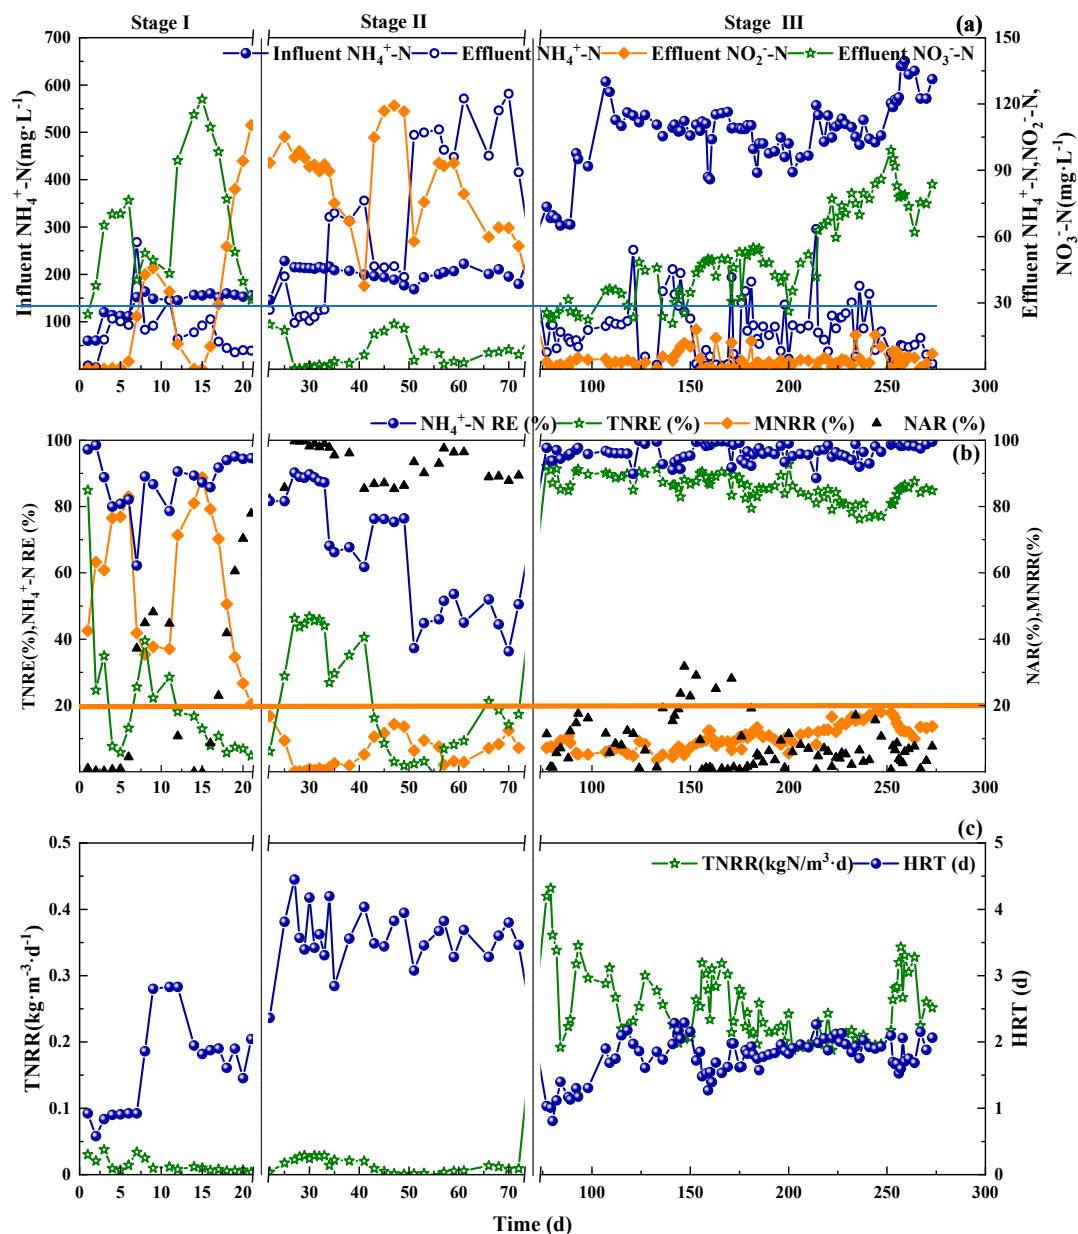 Stage I Stage II Stage III
(a)
Influent NH₄⁺-N Effluent NH₄⁺-N Effluent NO₂⁻-N Effluent NO₃⁻-N
Influent NH₄⁺-N(mg·L⁻¹)
700
600
500
400
300
200
100
150
120
90
60
30
Effluent NH₄⁺-N,NO₂⁻-N,
NO₃⁻-N(mg·L⁻¹)
0 5 10 15 20 30 40 50 60 70 100 150 200 250 300
NH₄⁺-N RE (%) TNRE (%) MNRR (%) NAR (%)
(b)
TNRE(%),NH₄⁺-N RE (%)
100
80
60
40
20
100
80
60
40
20
NAR(%),MNRR(%)
0 5 10 15 20 30 40 50 60 70 100 150 200 250 300
(c)
TNRR(kgN/m³·d) HRT (d)
TNRR(kg·m⁻³·d⁻¹)
0.5
0.4
0.3
0.2
0.1
0
5
4
3
2
1
0
HRT (d)
0 5 10 15 20 30 40 50 60 70 100 150 200 250 300
Time (d)